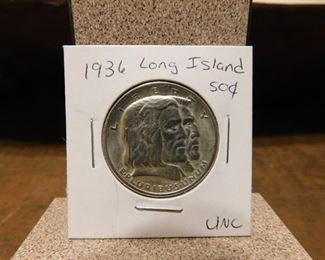 1936 Long Island
50¢
LIBERTY
E PLURIBUS UNUM
UNC